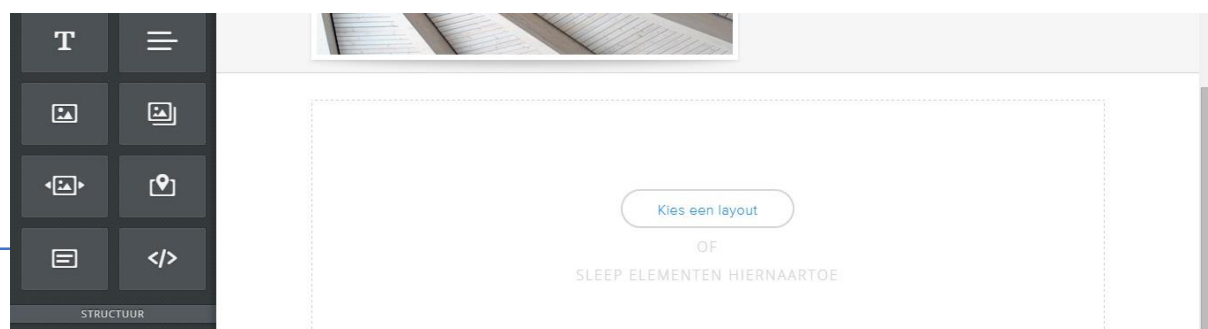 T
</>
STRUCTUUR
Kies een layout
OF
SLEEP ELEMENTEN HIERNAARTOE